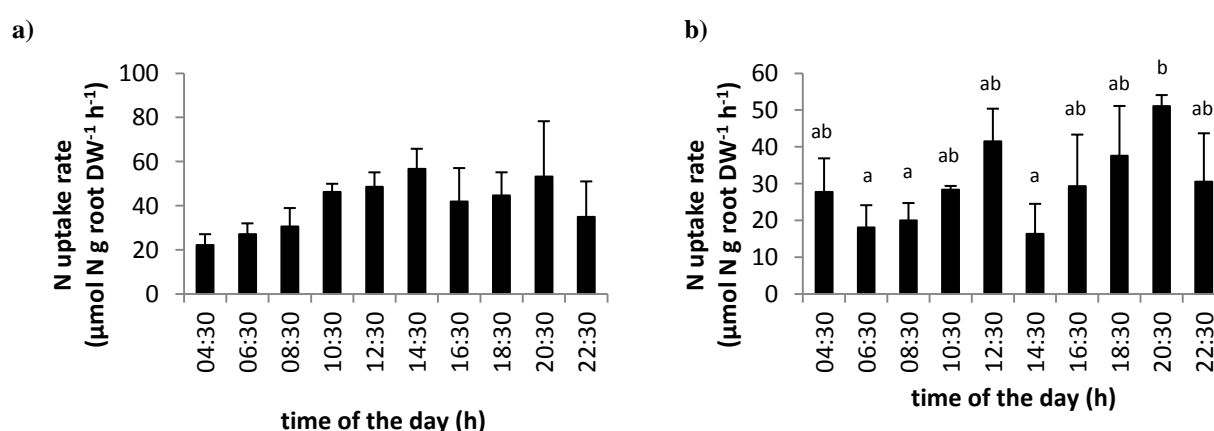 a)
N uptake rate
(µmol N g root DW⁻¹ h⁻¹)
100
80
60
40
20
0
04:30
06:30
08:30
10:30
12:30
14:30
16:30
18:30
20:30
22:30
time of the day (h)
b)
N uptake rate
(µmol N g root DW⁻¹ h⁻¹)
60
50
40
30
20
10
0
ab
a
a
ab
ab
a
ab
ab
b
ab
04:30
06:30
08:30
10:30
12:30
14:30
16:30
18:30
20:30
22:30
time of the day (h)